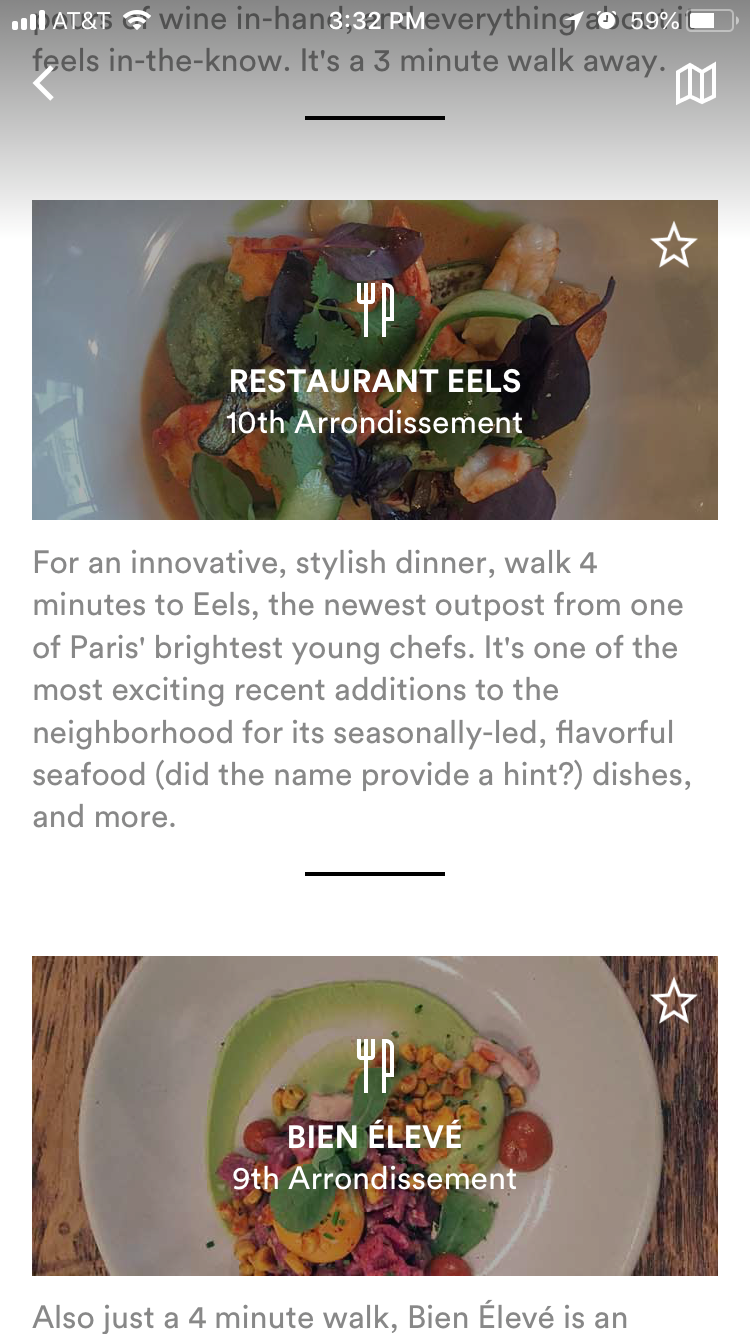 of wine in-hand, and everything about it
AT&T 3:32 PM 59%
feels in-the-know. It's a 3 minute walk away.
RESTAURANT EELS
10th Arrondissement
For an innovative, stylish dinner, walk 4
minutes to Eels, the newest outpost from one
of Paris' brightest young chefs. It's one of the
most exciting recent additions to the
neighborhood for its seasonally-led, flavorful
seafood (did the name provide a hint?) dishes,
and more.
BIEN ÉLEVÉ
9th Arrondissement
Also just a 4 minute walk, Bien Élevé is an